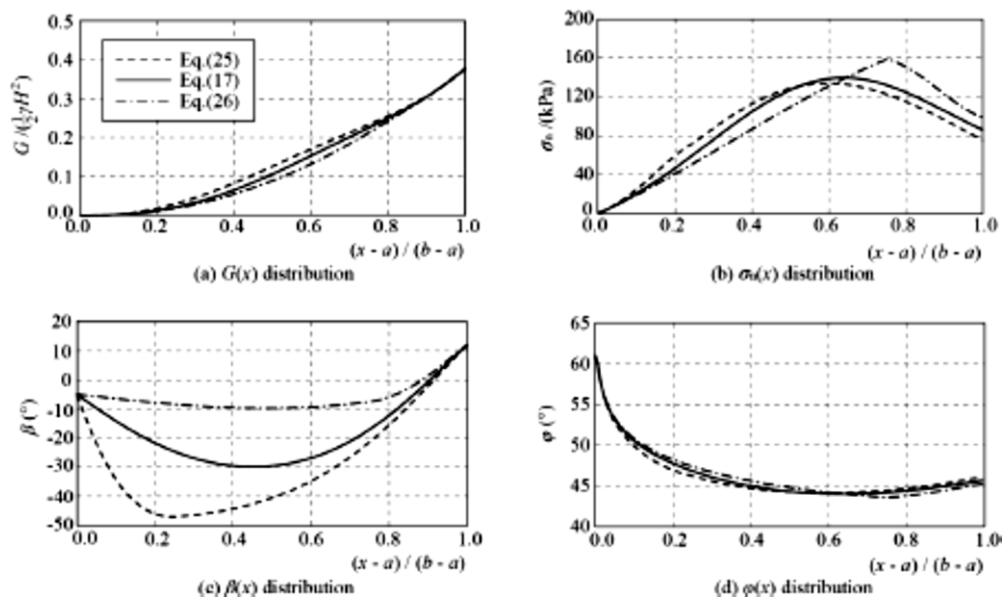 0.5
0.4
0.3
0.2
0.1
0.0
G /(½γH²)
Eq.(25)
Eq.(17)
Eq.(26)
0.0 0.2 0.4 0.6 0.8 1.0
(x - a) / (b - a)
(a) G(x) distribution
200
160
120
80
40
0
/(kPa)
0.0 0.2 0.4 0.6 0.8 1.0
(x - a) / (b - a)
(b) σₙ(x) distribution
20
10
0
-10
-20
-30
-40
-50
β (°)
0.0 0.2 0.4 0.6 0.8 1.0
(x - a) / (b - a)
(c) β(x) distribution
65
60
55
50
45
40
φ (°)
0.0 0.2 0.4 0.6 0.8 1.0
(x - a) / (b - a)
(d) φ(x) distribution